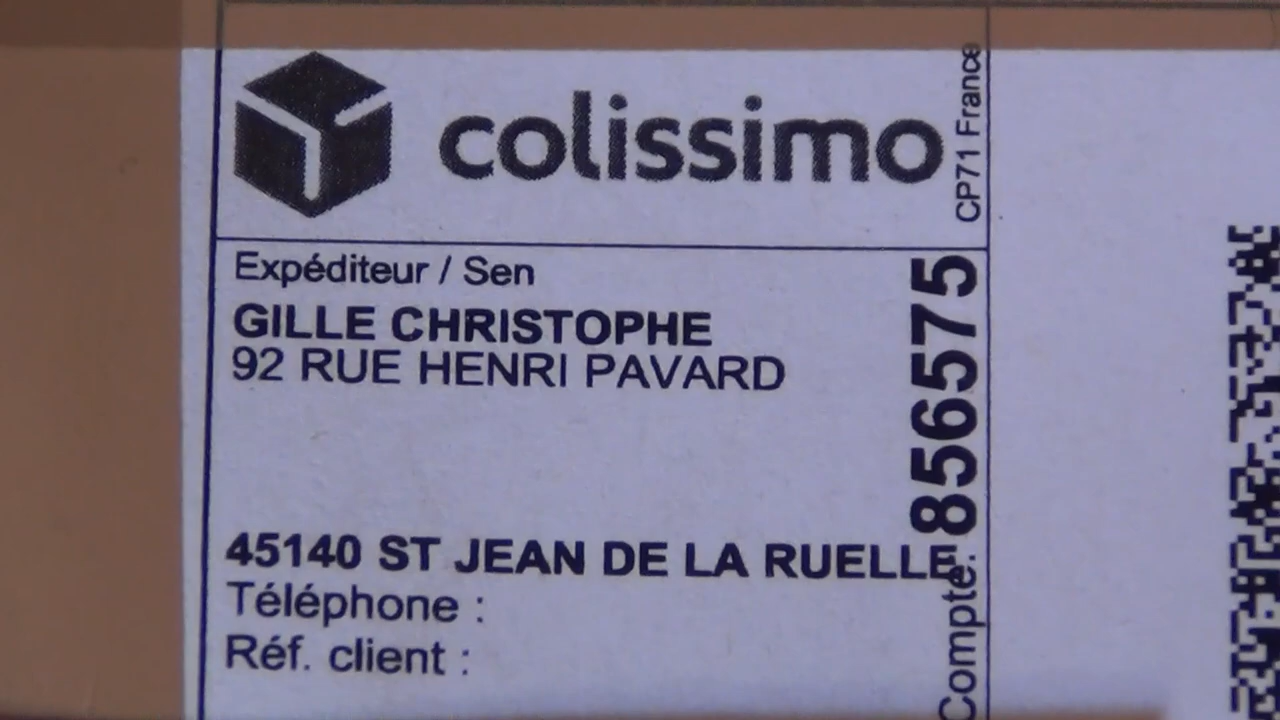 colissimo
CP71 France
Expéditeur / Sen
GILLE CHRISTOPHE
92 RUE HENRI PAVARD
45140 ST JEAN DE LA RUELLE
Téléphone :
Réf. client :
Compte: 856575